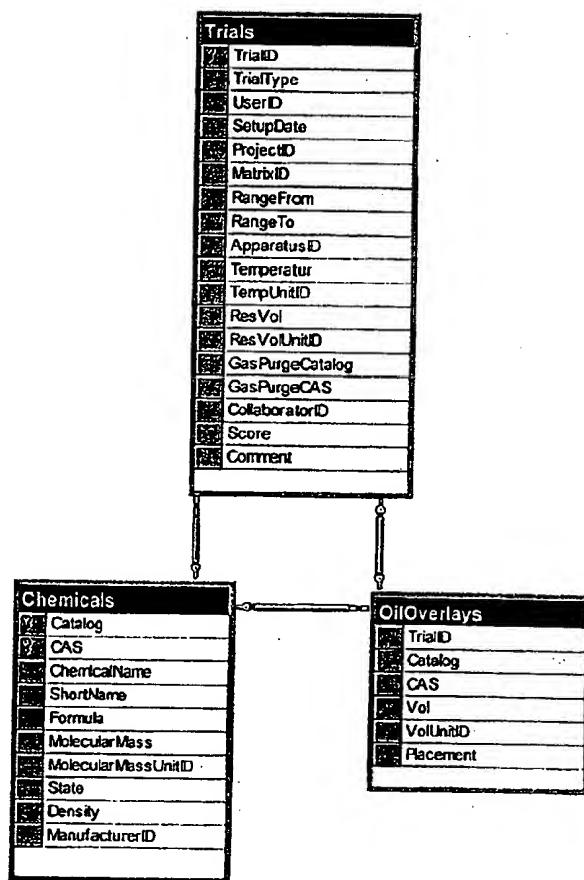 Trials
TrialID
TrialType
UserID
SetupDate
ProjectID
MatrixID
RangeFrom
RangeTo
ApparatusID
Temperatur
TempUnitID
ResVol
ResVolUnitID
GasPurgeCatalog
GasPurgeCAS
CollaboratorID
Score
Comment
Chemicals
Catalog
CAS
ChemicalName
ShortName
Formula
MolecularMass
MolecularMassUnitID
State
Density
ManufacturerID
OilOverlays
TrialID
Catalog
CAS
Vol
VolUnitID
Placement